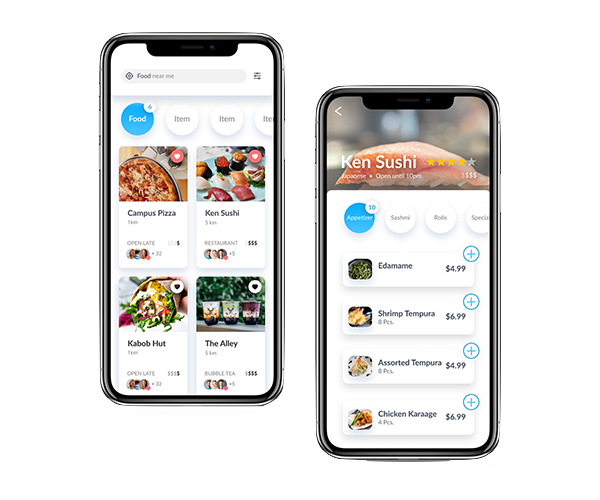 Food near me
6
Food
Item
Item
Item
Campus Pizza
1km
OPEN LATE $$$$
+ 32
Ken Sushi
5 km
RESTAURANT $$$$
+5
Kabob Hut
1km
OPEN LATE $$$$
+ 32
The Alley
5 km
BUBBLE TEA $$$$
+5
Ken Sushi
Japanese • Open until 10pm $$$$
10
Appetizer
Sashmi
Rolls
Specia
Edamame
$4.99
Shrimp Tempura
8 Pcs.
$6.99
Assorted Tempura
8 Pcs.
$4.99
Chicken Karaage
4 Pcs.
$6.99